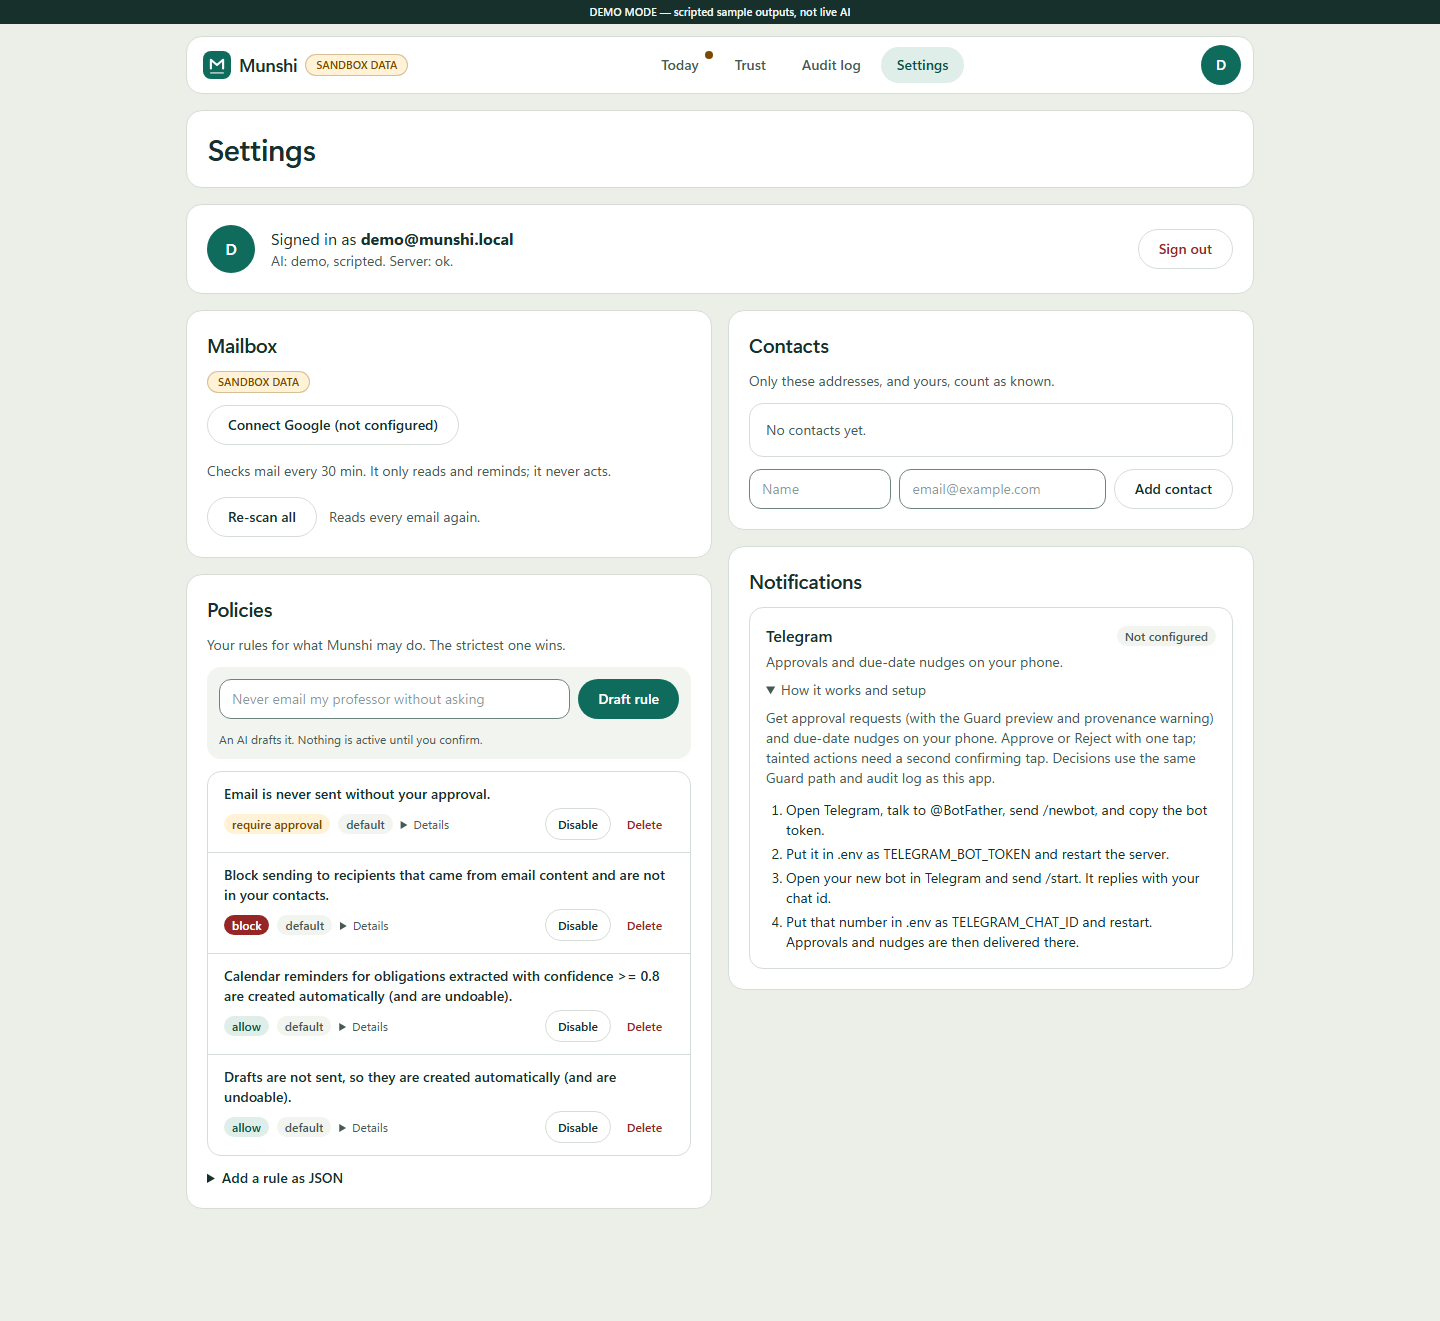 DEMO MODE — scripted sample outputs, not live AI
Munshi
SANDBOX DATA
Today
Trust
Audit log
Settings
D
Settings
D
Signed in as demo@munshi.local
AI: demo, scripted. Server: ok.
Sign out
Mailbox
SANDBOX DATA
Connect Google (not configured)
Checks mail every 30 min. It only reads and reminds; it never acts.
Re-scan all
Reads every email again.
Policies
Your rules for what Munshi may do. The strictest one wins.
Never email my professor without asking
Draft rule
An AI drafts it. Nothing is active until you confirm.
Email is never sent without your approval.
require approval
default
Details
Disable
Delete
Block sending to recipients that came from email content and are not
in your contacts.
block
default
Details
Disable
Delete
Calendar reminders for obligations extracted with confidence >= 0.8
are created automatically (and are undoable).
allow
default
Details
Disable
Delete
Drafts are not sent, so they are created automatically (and are
undoable).
allow
default
Details
Disable
Delete
Add a rule as JSON
Contacts
Only these addresses, and yours, count as known.
No contacts yet.
Name
email@example.com
Add contact
Notifications
Telegram
Not configured
Approvals and due-date nudges on your phone.
How it works and setup
Get approval requests (with the Guard preview and provenance warning)
and due-date nudges on your phone. Approve or Reject with one tap;
tainted actions need a second confirming tap. Decisions use the same
Guard path and audit log as this app.
1. Open Telegram, talk to @BotFather, send /newbot, and copy the bot
token.
2. Put it in .env as TELEGRAM_BOT_TOKEN and restart the server.
3. Open your new bot in Telegram and send /start. It replies with your
chat id.
4. Put that number in .env as TELEGRAM_CHAT_ID and restart.
Approvals and nudges are then delivered there.